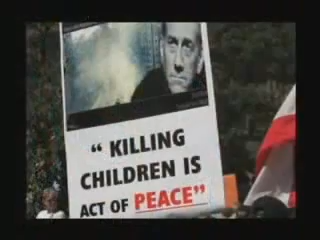 “ KILLING
CHILDREN IS
ACT OF PEACE”